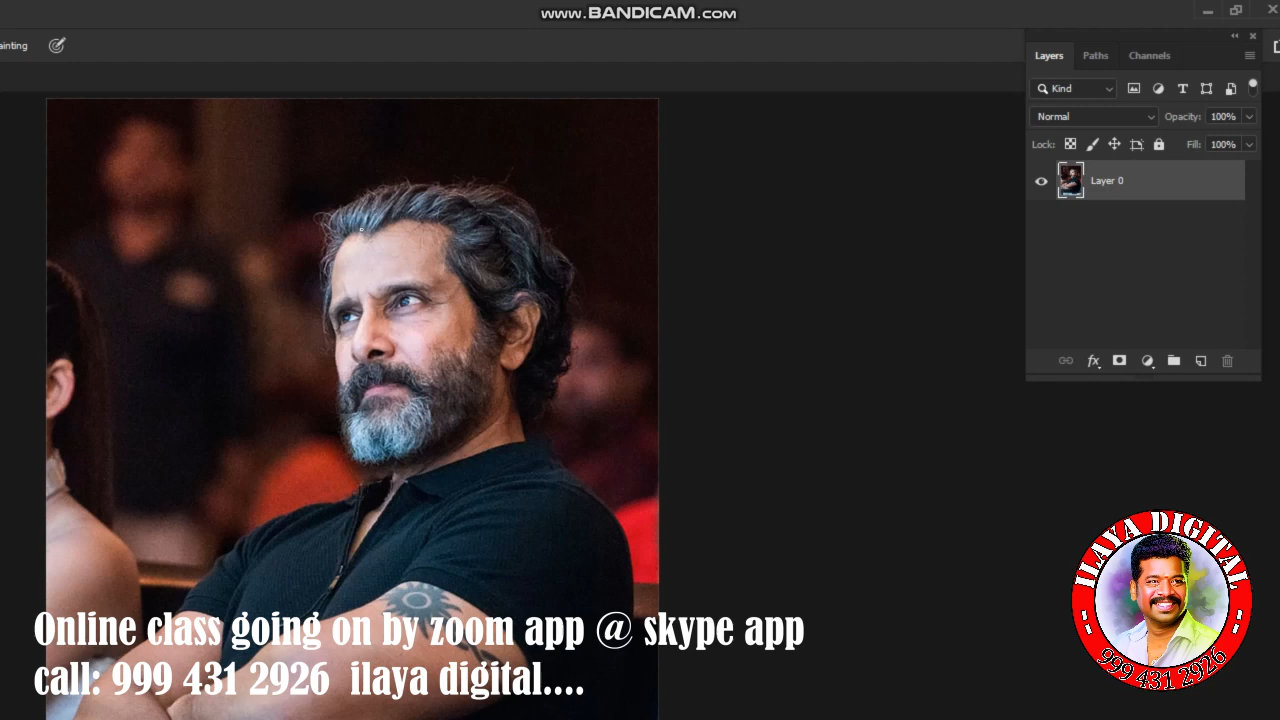 www.BANDICAM.com
ainting
Layers Paths Channels
Kind
Normal Opacity: 100%
Lock: Fill: 100%
Layer 0
fx
ILAYA DIGITAL
999 431 2926
Online class going on by zoom app @ skype app
call: 999 431 2926 ilaya digital....